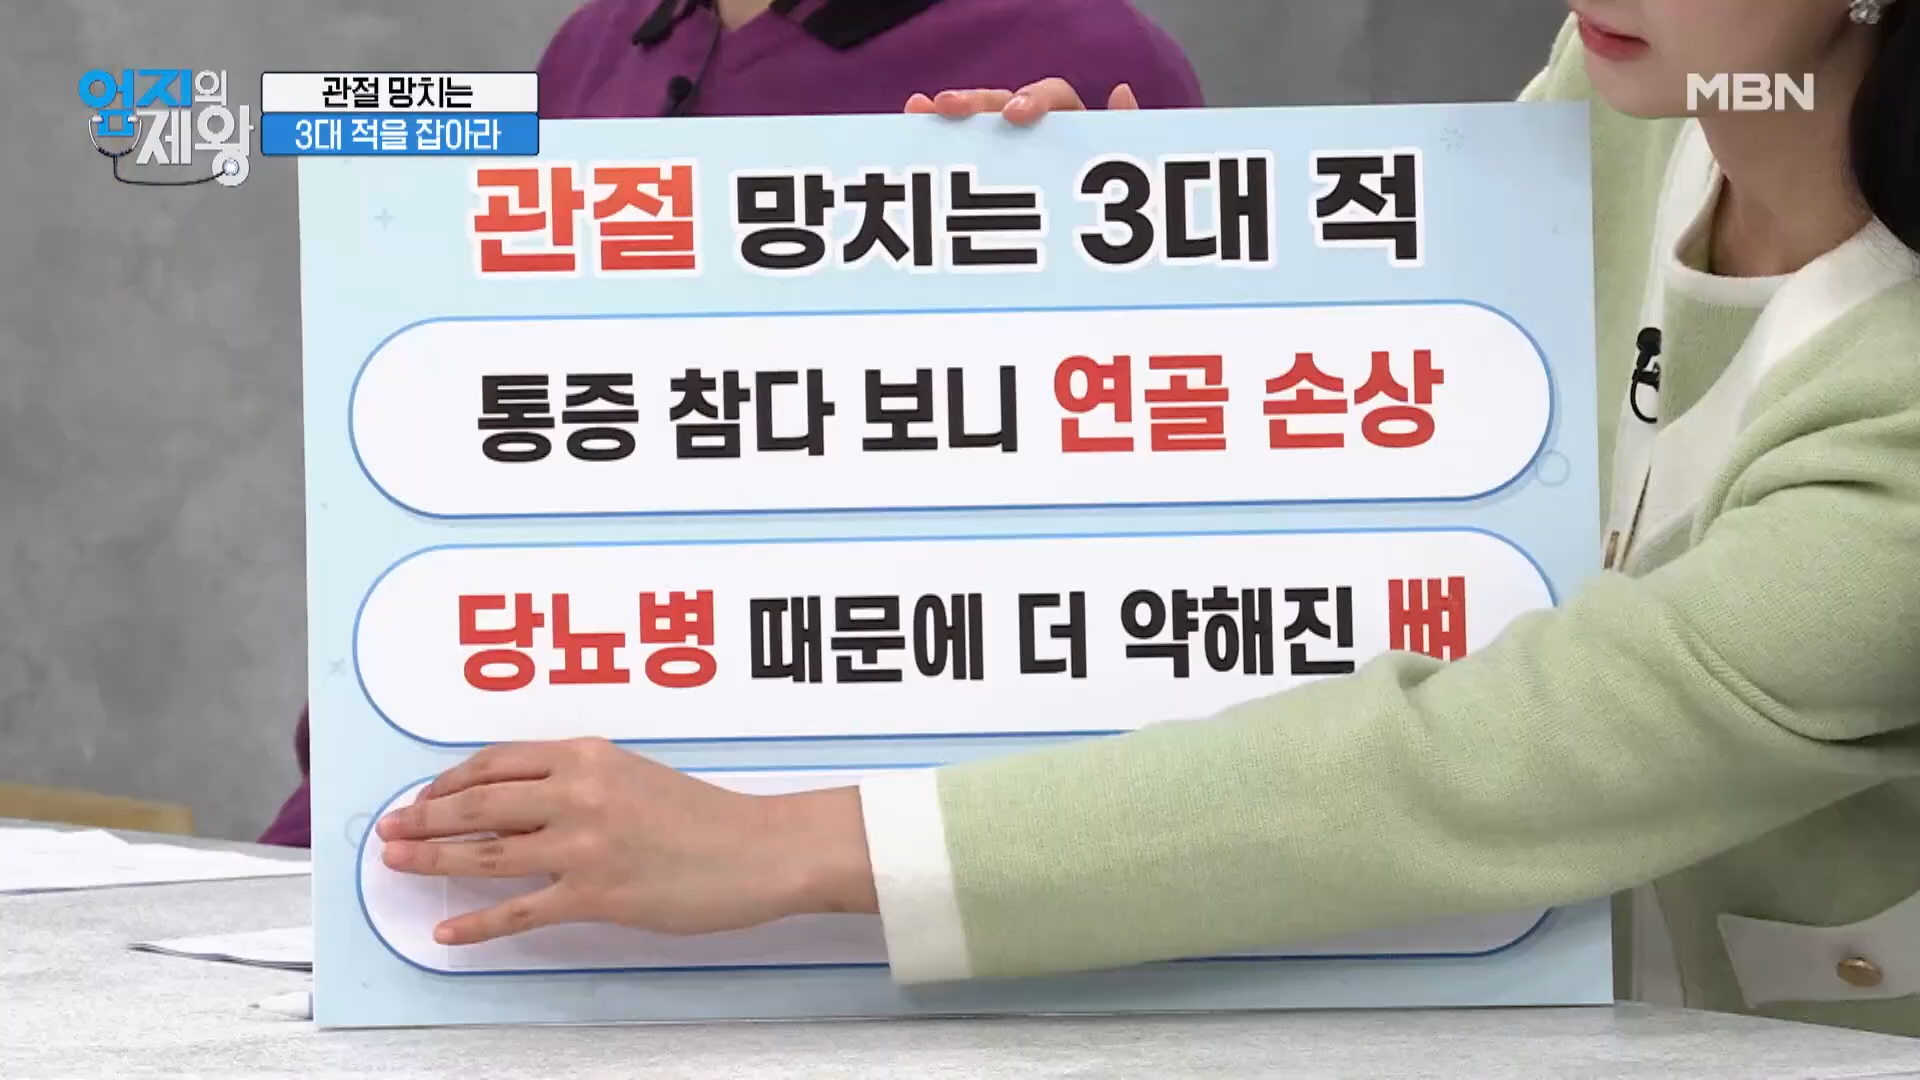 엄지의
제왕
관절 망치는
3대 적을 잡아라
MBN
관절 망치는 3대 적
통증 참다 보니 연골 손상
당뇨병 때문에 더 약해진 뼈